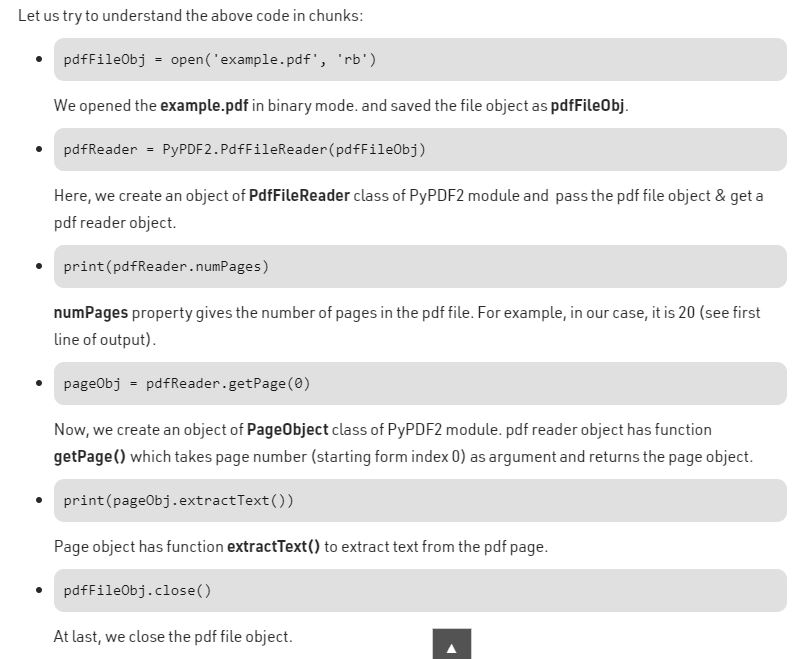 Let us try to understand the above code in chunks:
pdfFileObj = open('example.pdf', 'rb')
We opened the example.pdf in binary mode. and saved the file object as pdfFileObj.
pdfReader = PyPDF2.PdfFileReader(pdfFileObj)
Here, we create an object of PdfFileReader class of PyPDF2 module and pass the pdf file object & get a
pdf reader object.
print(pdfReader.numPages)
numPages property gives the number of pages in the pdf file. For example, in our case, it is 20 (see first
line of output).
pageObj = pdfReader.getPage(0)
Now, we create an object of PageObject class of PyPDF2 module. pdf reader object has function
getPage() which takes page number (starting form index 0) as argument and returns the page object.
print(pageObj.extractText())
Page object has function extractText() to extract text from the pdf page.
pdfFileObj.close()
At last, we close the pdf file object.